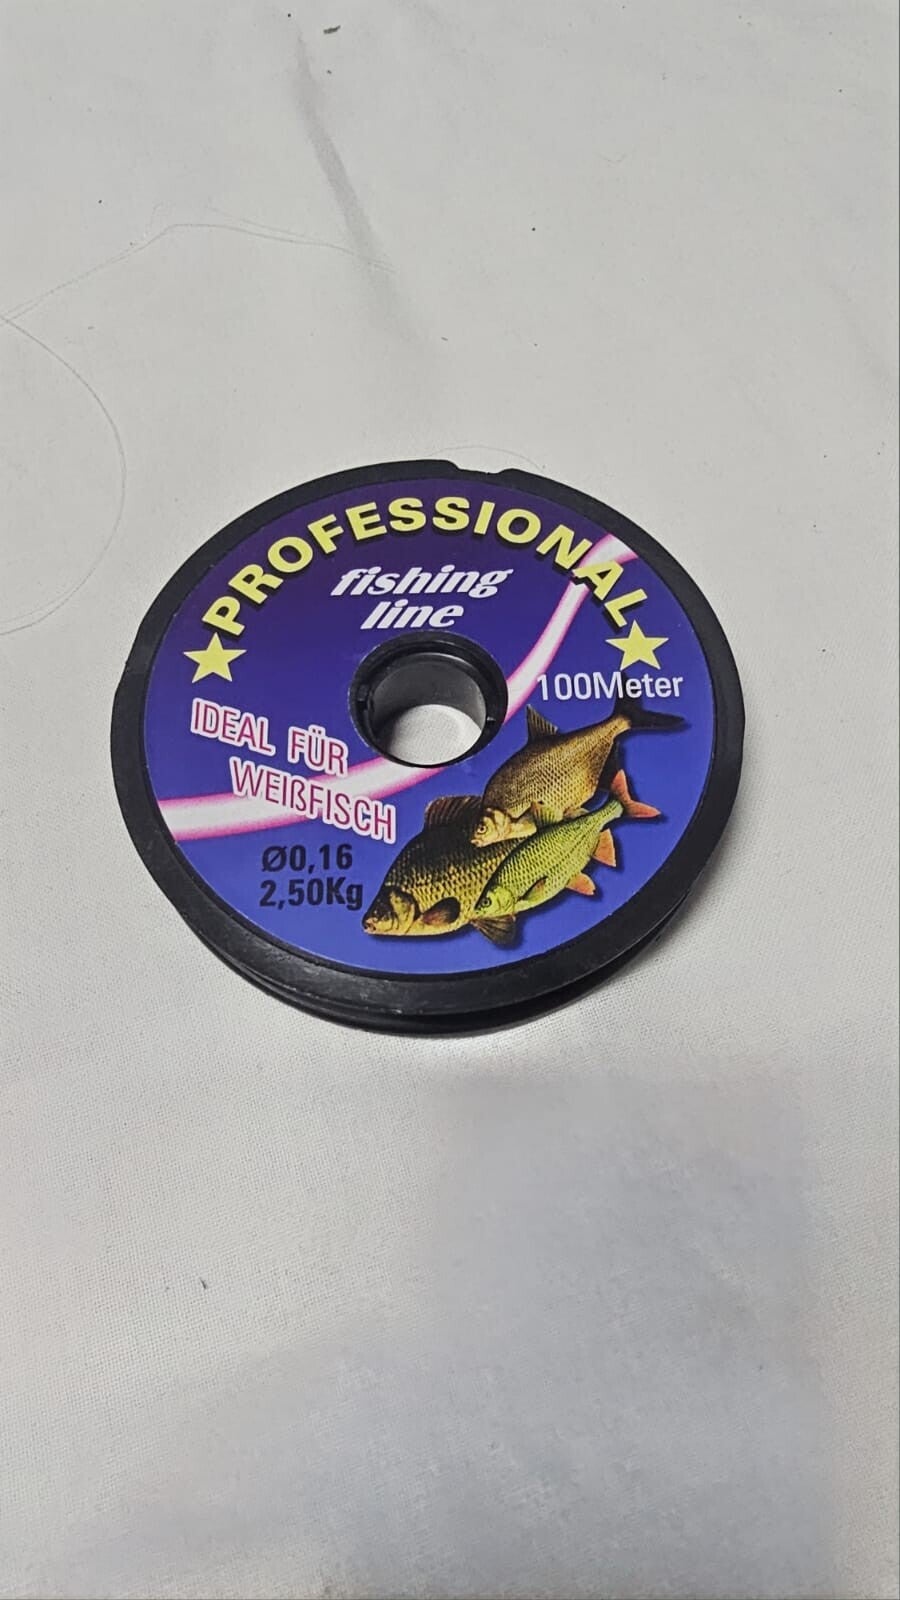 PROFESSIONAL
fishing
line
100Meter
IDEAL FÜR
WEIßFISCH
Ø0,16
2,50Kg